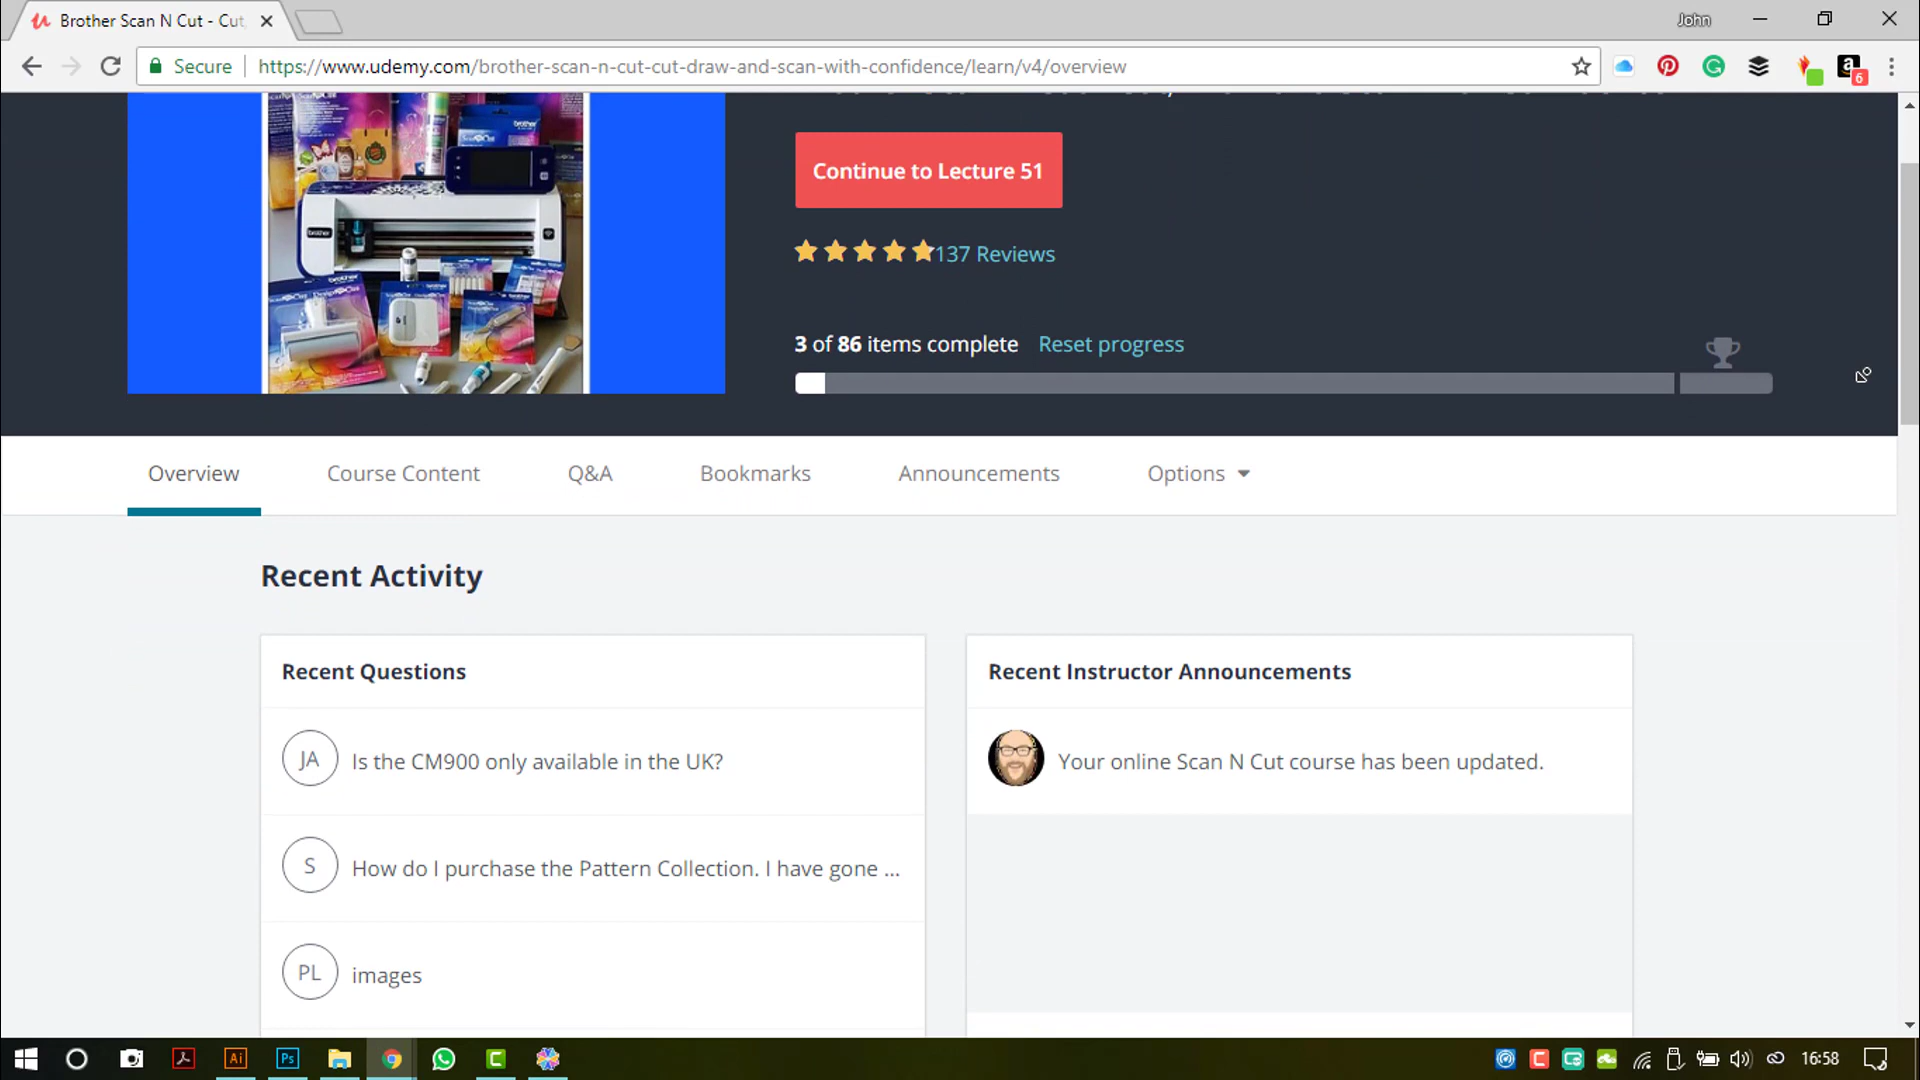 Brother Scan N Cut - Cut,
John
Secure
https://www.udemy.com/brother-scan-n-cut-cut-draw-and-scan-with-confidence/learn/v4/overview
6
Continue to Lecture 51
137 Reviews
3 of 86 items complete Reset progress
Overview Course Content Q&A Bookmarks Announcements Options
Recent Activity
Recent Questions
JA Is the CM900 only available in the UK?
S How do I purchase the Pattern Collection. I have gone ...
PL images
Recent Instructor Announcements
Your online Scan N Cut course has been updated.
Ai Ps
16:58